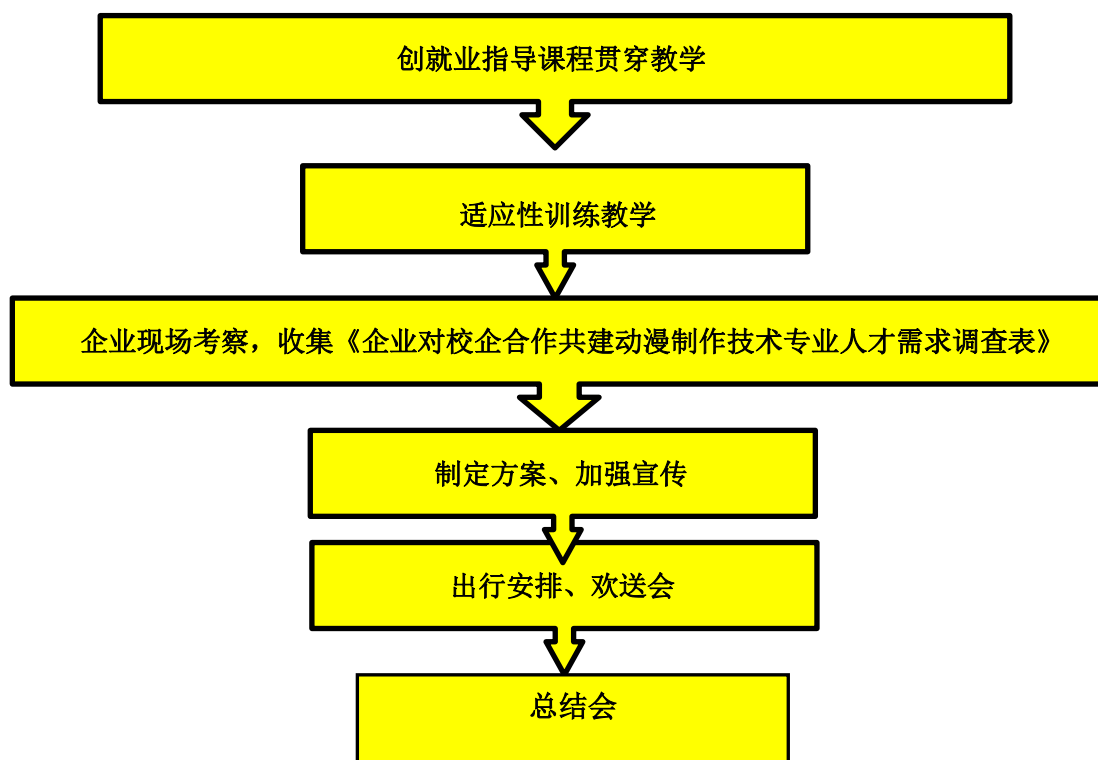 创就业指导课程贯穿教学
适应性训练教学
企业现场考察，收集《企业对校企合作共建动漫制作技术专业人才需求调查表》
制定方案、加强宣传
出行安排、欢送会
总结会